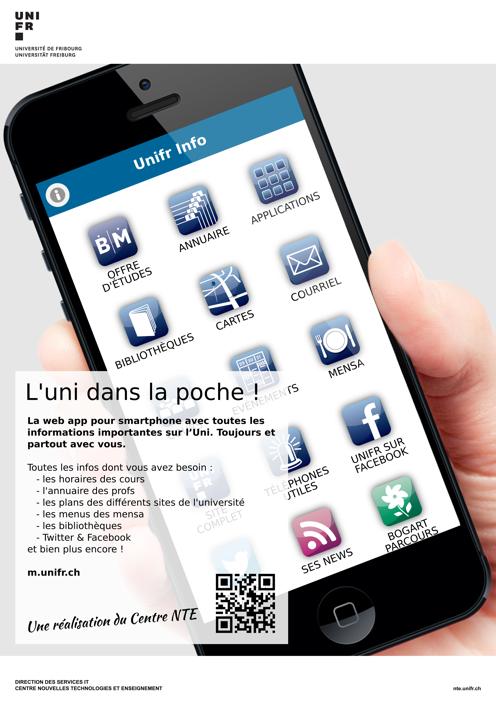 UNI
FR
UNIVERSITÉ DE FRIBOURG
UNIVERSITÄT FREIBURG
Unifr Info
i
B M
OFFRE
D'ÉTUDES
ANNUAIRE
APPLICATIONS
BIBLIOTHÈQUES
CARTES
COURRIEL
EVENEMENTS
MENSA
SITE
COMPLET
TÉLÉPHONES
UTILES
f
UNIFR SUR
FACEBOOK
SES NEWS
BOGART
PARCOURS
L'uni dans la poche !
La web app pour smartphone avec toutes les
informations importantes sur l'Uni. Toujours et
partout avec vous.
Toutes les infos dont vous avez besoin :
- les horaires des cours
- l'annuaire des profs
- les plans des différents sites de l'université
- les menus des mensa
- les bibliothèques
- Twitter & Facebook
et bien plus encore !
m.unifr.ch
Une réalisation du Centre NTE
DIRECTION DES SERVICES IT
CENTRE NOUVELLES TECHNOLOGIES ET ENSEIGNEMENT
nte.unifr.ch